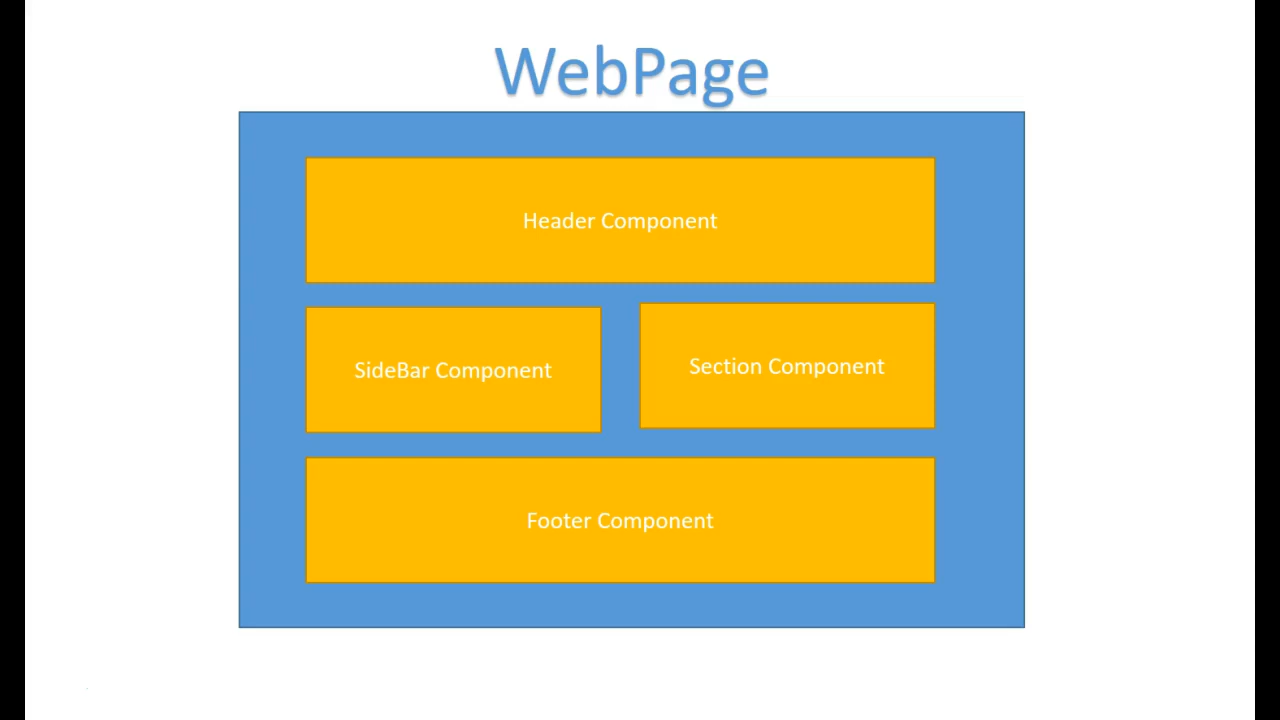 WebPage
Header Component
SideBar Component
Section Component
Footer Component